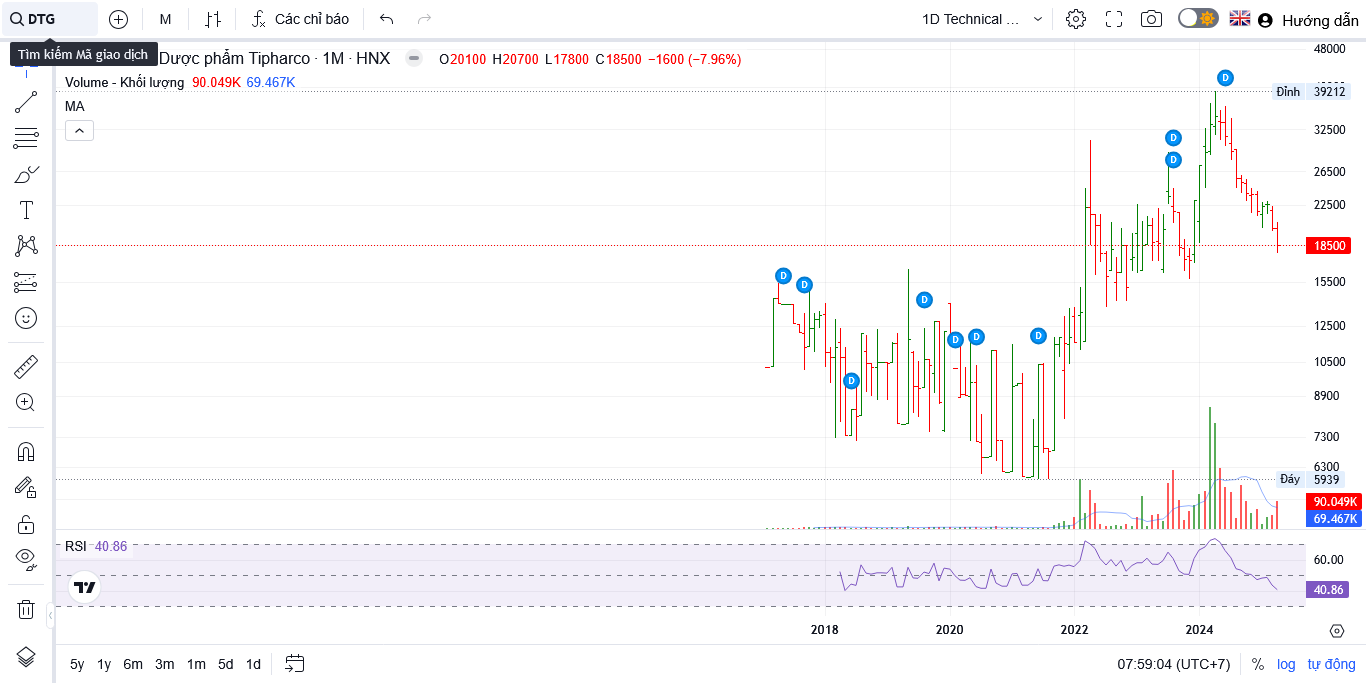 DTG
M
Các chỉ báo
1D Technical ...
Hướng dẫn
Tìm kiếm Mã giao dịch
Dược phẩm Tipharco · 1M · HNX
O20100 H20700 L17800 C18500 −1600 (−7.96%)
Volume - Khối lượng 90.049K 69.467K
MA
48000
Đỉnh 39212
32500
26500
22500
18500
15500
12500
10500
8900
7300
6300
Đáy 5939
90.049K
69.467K
D
D
D
D
D
D
D
D
D
D
RSI 40.86
60.00
40.86
2018 2020 2022 2024
5y 1y 6m 3m 1m 5d 1d
07:59:04 (UTC+7) % log tự động